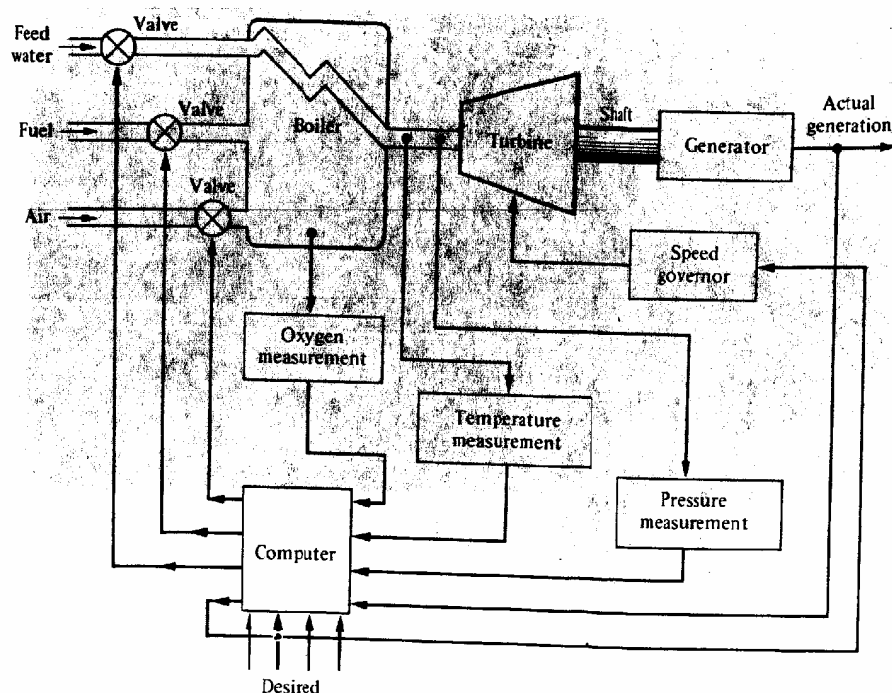 Feed
water
Valve
Fuel
Valve
Air
Valve
Boiler
Turbine
Shaft
Generator
Actual
generation
Speed
governor
Oxygen
measurement
Temperature
measurement
Pressure
measurement
Computer
Desired